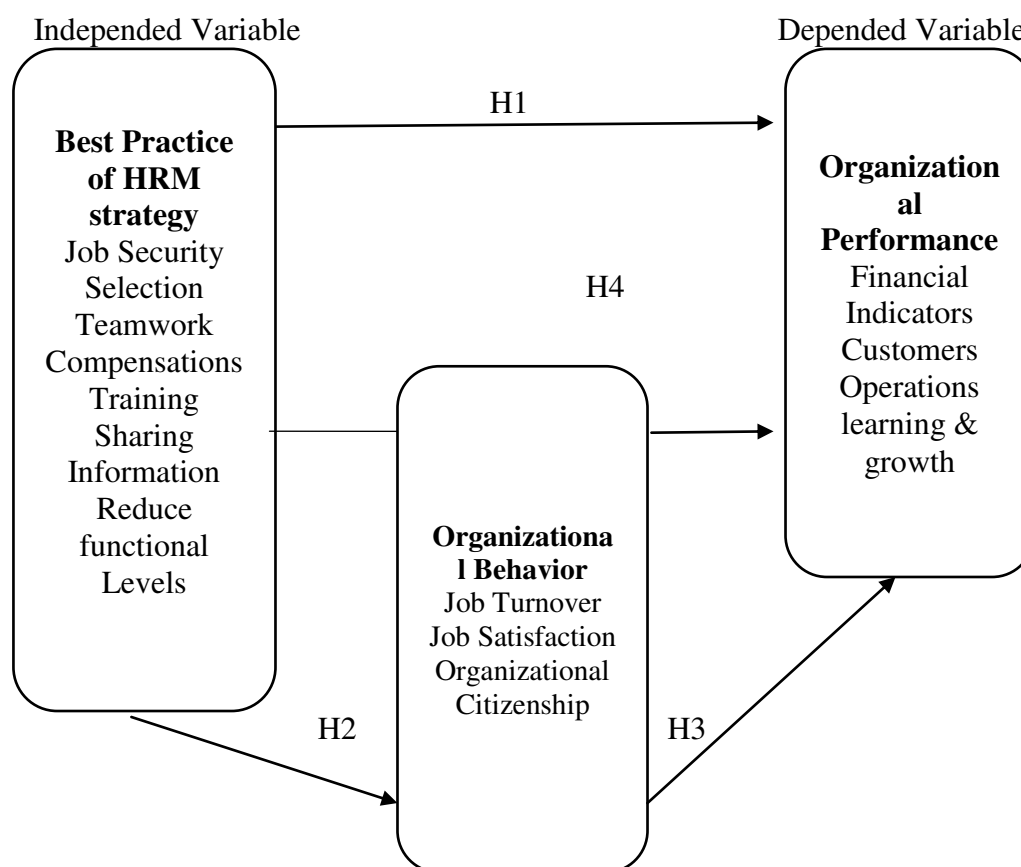 Independed Variable
Depended Variable
H1
Best Practice
of HRM
strategy
Job Security
Selection
Teamwork
Compensations
Training
Sharing
Information
Reduce
functional
Levels
Organization
al
Performance
Financial
Indicators
Customers
Operations
learning &
growth
H4
Organizationa
l Behavior
Job Turnover
Job Satisfaction
Organizational
Citizenship
H2
H3